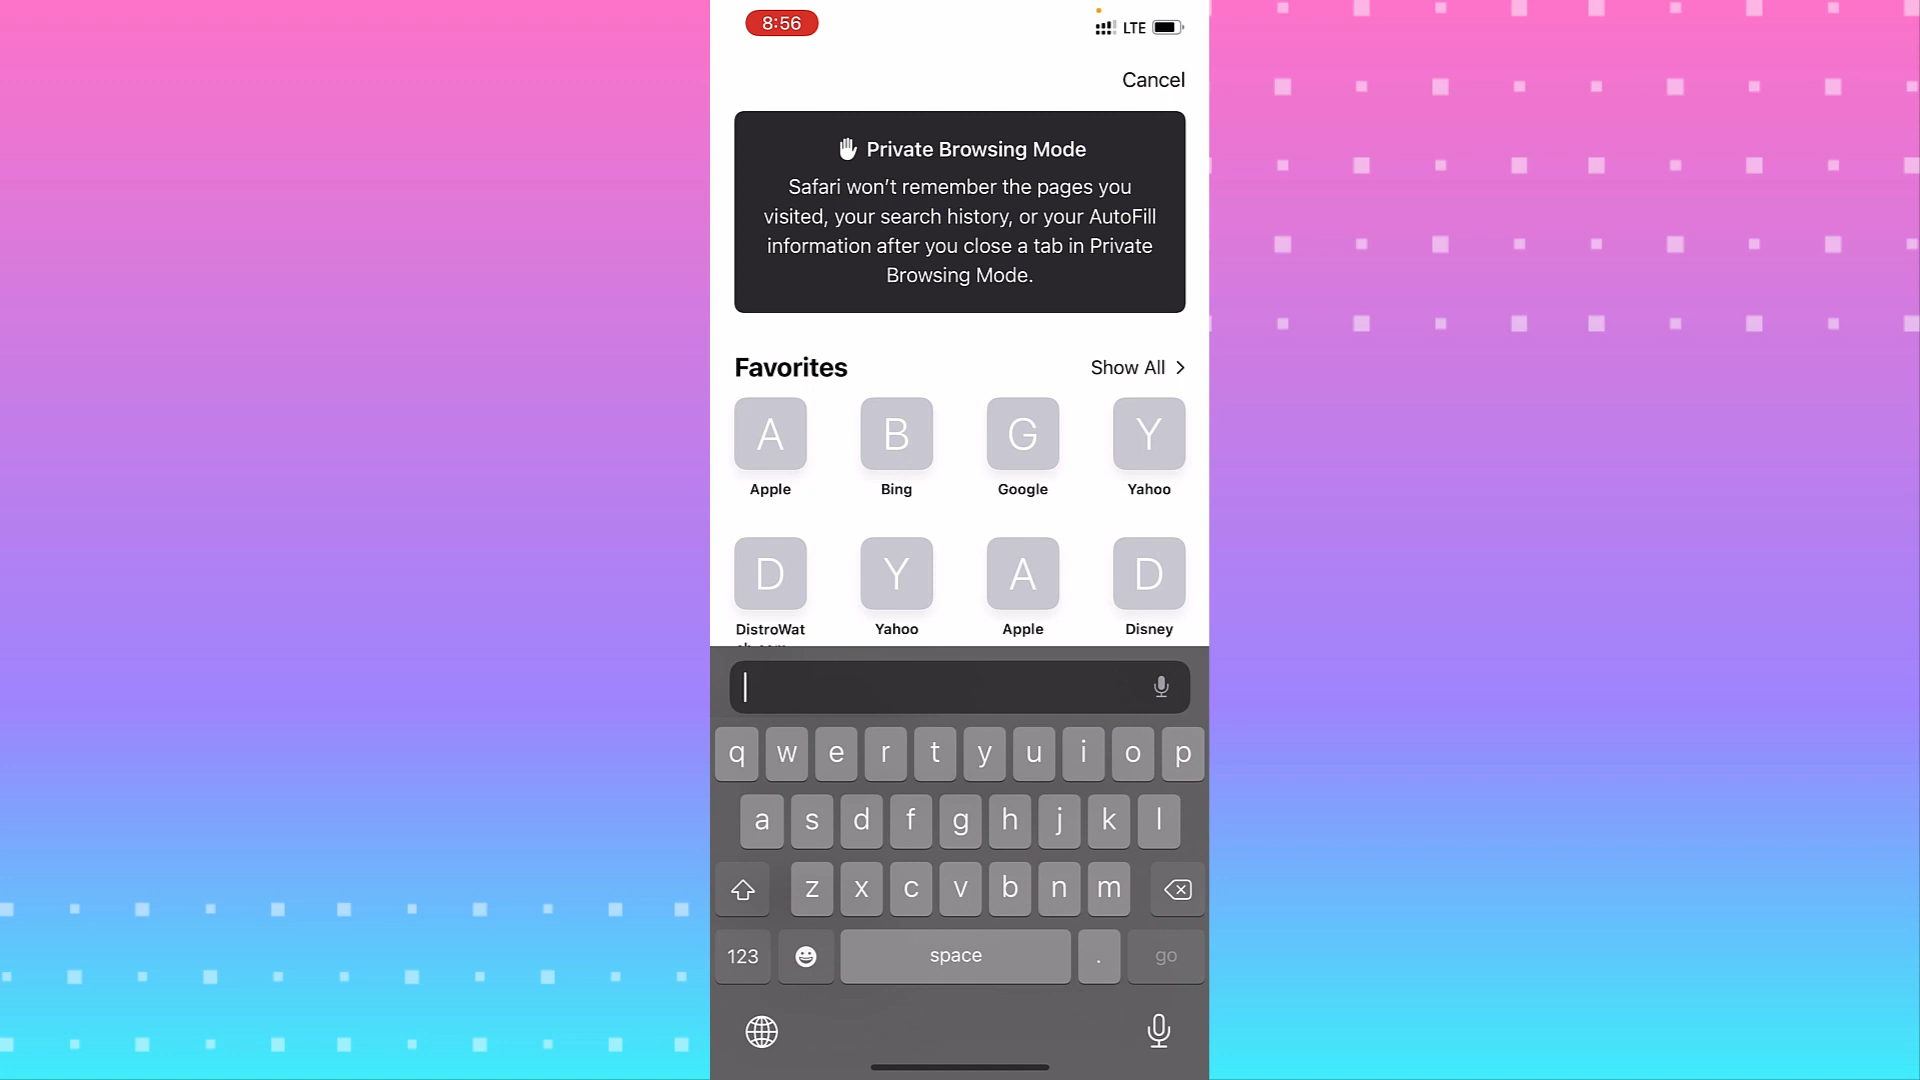 8:56
LTE
Cancel
Private Browsing Mode
Safari won’t remember the pages you
visited, your search history, or your AutoFill
information after you close a tab in Private
Browsing Mode.
Favorites
Show All
A B G Y
Apple Bing Google Yahoo
D Y A D
DistroWat Yahoo Apple Disney
q w e r t y u i o p
a s d f g h j k l
z x c v b n m
123 space . go